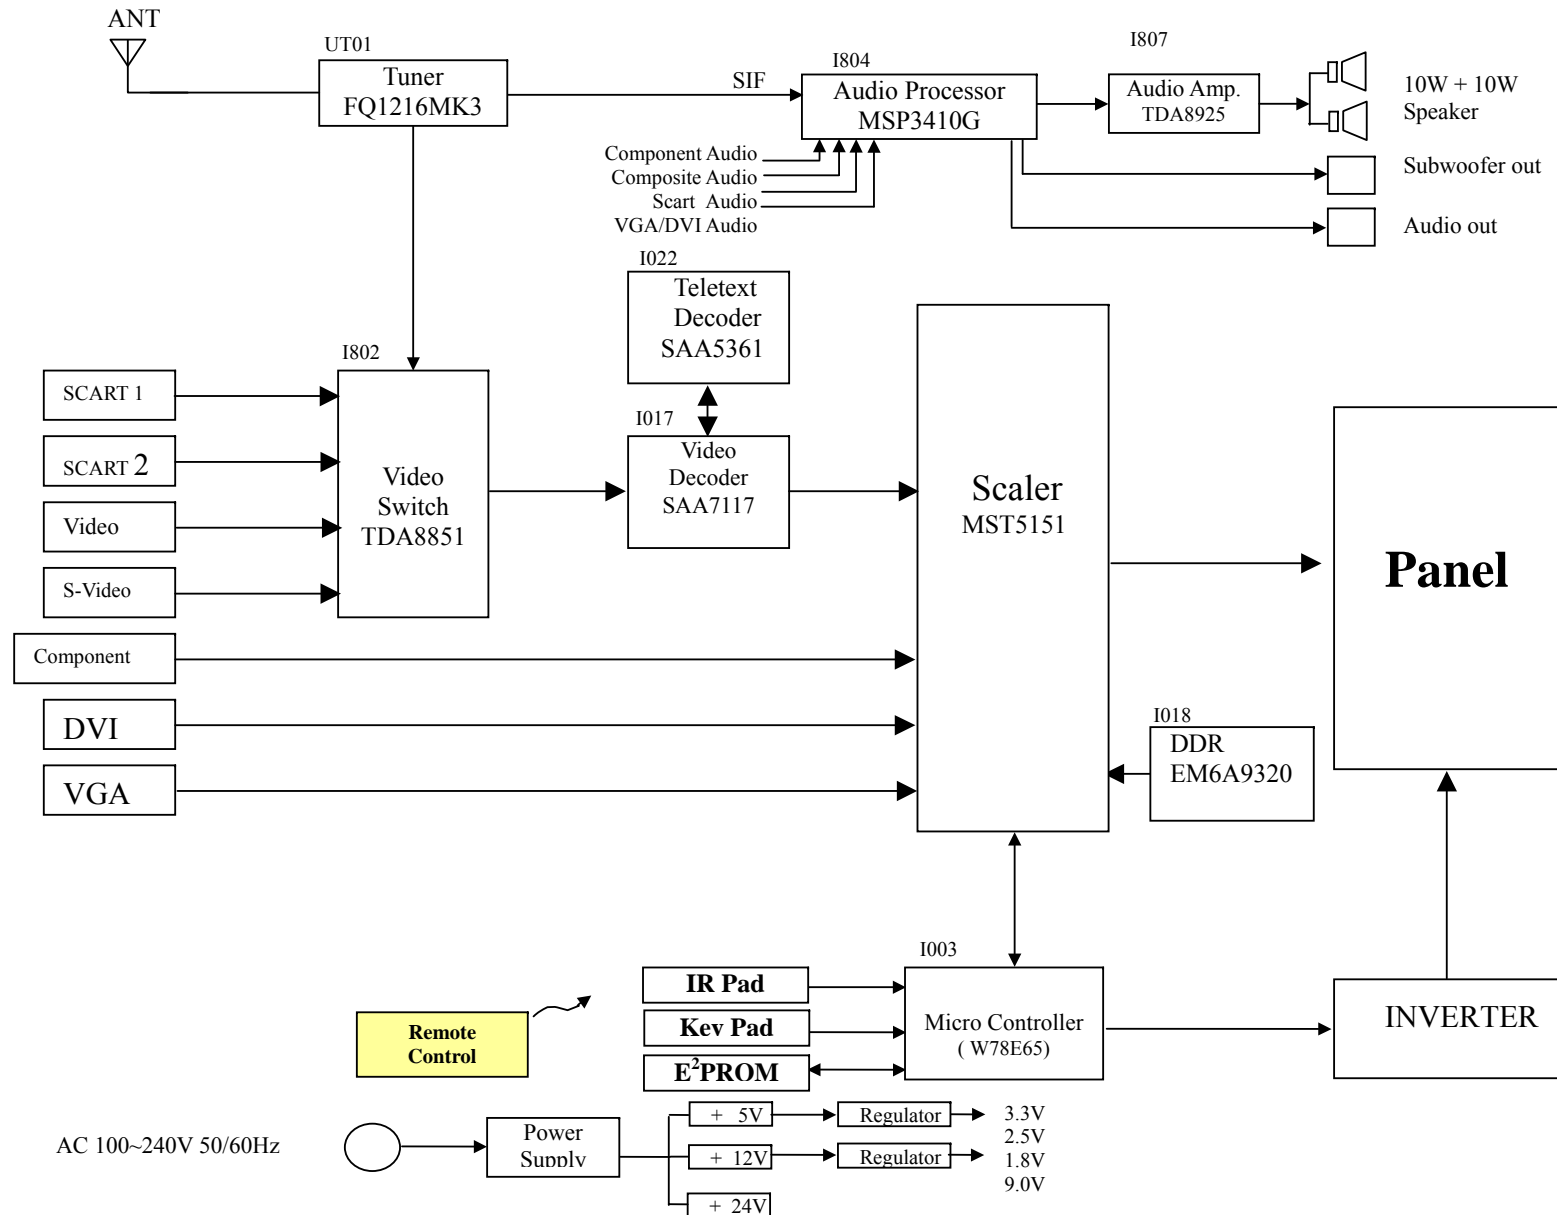 ANT
UT01
Tuner
FQ1216MK3
SIF
I804
Audio Processor
MSP3410G
I807
Audio Amp.
TDA8925
10W + 10W
Speaker
Component Audio
Composite Audio
Scart Audio
VGA/DVI Audio
Subwoofer out
Audio out
I022
Teletext
Decoder
SAA5361
I802
SCART 1
SCART 2
Video
S-Video
Video
Switch
TDA8851
I017
Video
Decoder
SAA7117
Scaler
MST5151
Panel
Component
DVI
VGA
I018
DDR
EM6A9320
I003
IR Pad
Kev Pad
E²PROM
Micro Controller
( W78E65)
INVERTER
Remote
Control
AC 100~240V 50/60Hz
Power
Supply
+ 5V
Regulator
+ 12V
Regulator
+ 24V
3.3V
2.5V
1.8V
9.0V